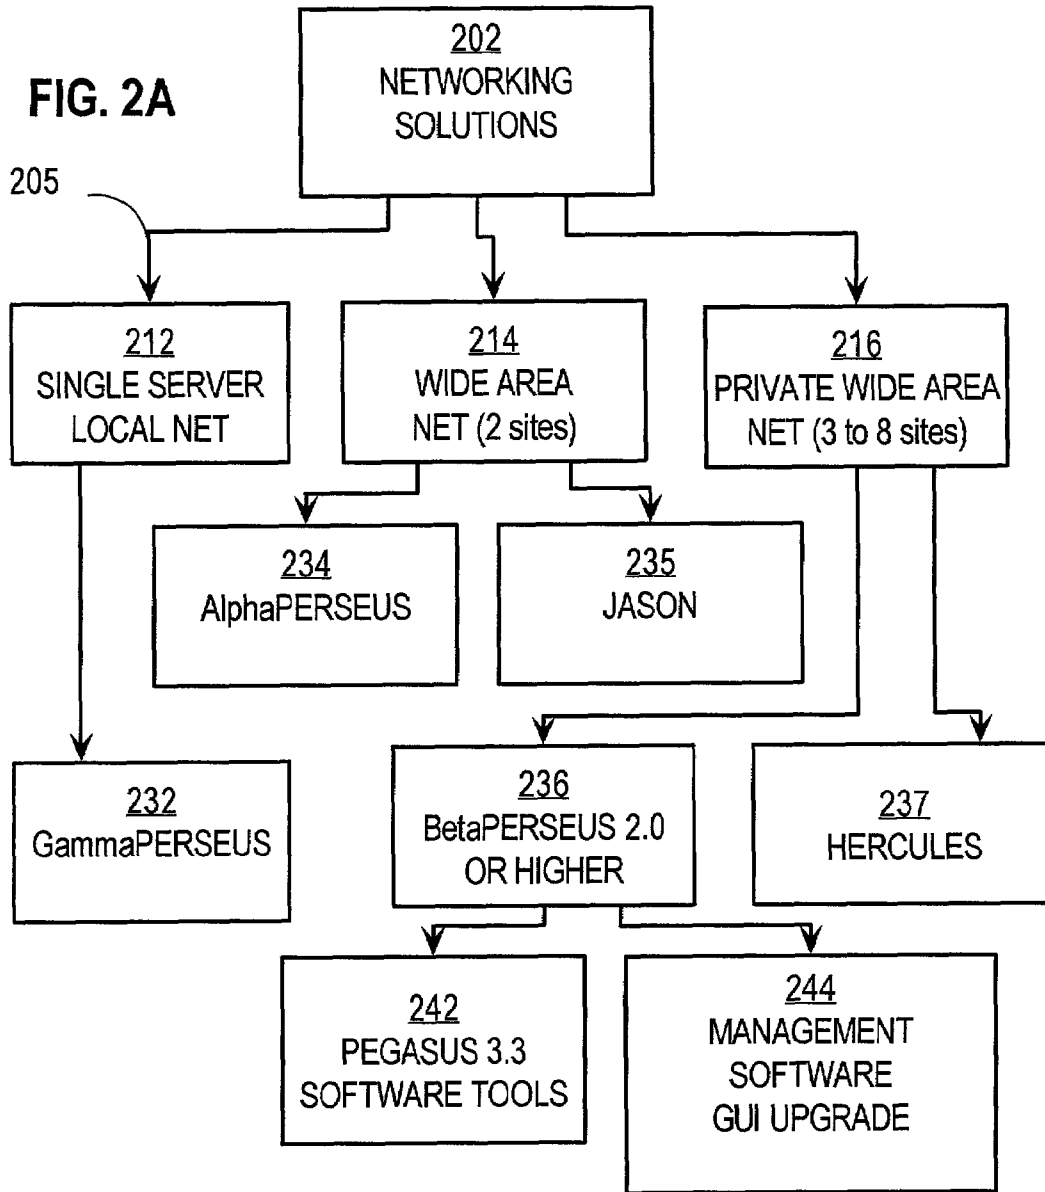 FIG. 2A
202
NETWORKING
SOLUTIONS
205
212
SINGLE SERVER
LOCAL NET
214
WIDE AREA
NET (2 sites)
216
PRIVATE WIDE AREA
NET (3 to 8 sites)
234
AlphaPERSEUS
235
JASON
232
GammaPERSEUS
236
BetaPERSEUS 2.0
OR HIGHER
237
HERCULES
242
PEGASUS 3.3
SOFTWARE TOOLS
244
MANAGEMENT
SOFTWARE
GUI UPGRADE